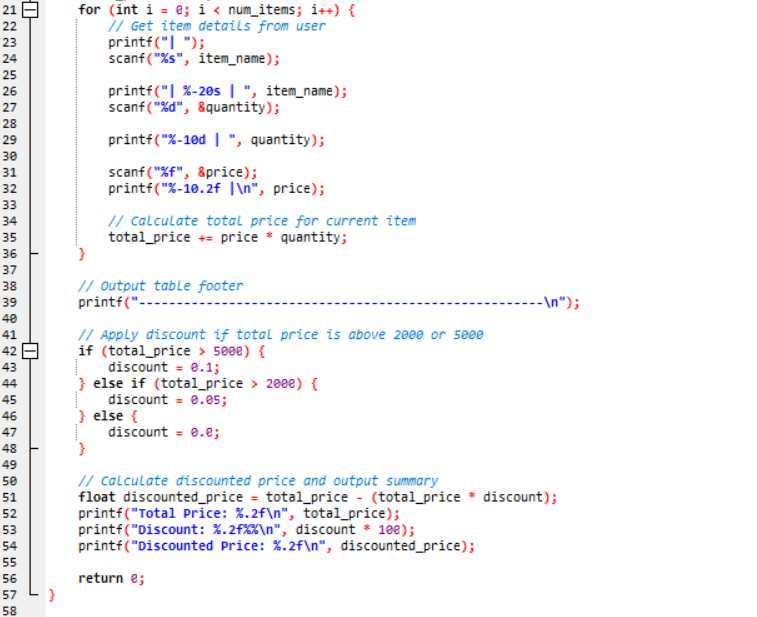 21 for (int i = 0; i < num_items; i++) {
22 // Get item details from user
23 printf("| ");
24 scanf("%s", item_name);
25
26 printf("| %-20s | ", item_name);
27 scanf("%d", &quantity);
28
29 printf("%-10d | ", quantity);
30
31 scanf("%f", &price);
32 printf("%-10.2f |\n", price);
33
34 // Calculate total price for current item
35 total_price += price * quantity;
36 }
37
38 // Output table footer
39 printf("------------------------------------------------------\n");
40
41 // Apply discount if total price is above 2000 or 5000
42 if (total_price > 5000) {
43 discount = 0.1;
44 } else if (total_price > 2000) {
45 discount = 0.05;
46 } else {
47 discount = 0.0;
48 }
49
50 // Calculate discounted price and output summary
51 float discounted_price = total_price - (total_price * discount);
52 printf("Total Price: %.2f\n", total_price);
53 printf("Discount: %.2f%%\n", discount * 100);
54 printf("Discounted Price: %.2f\n", discounted_price);
55
56 return 0;
57 }
58